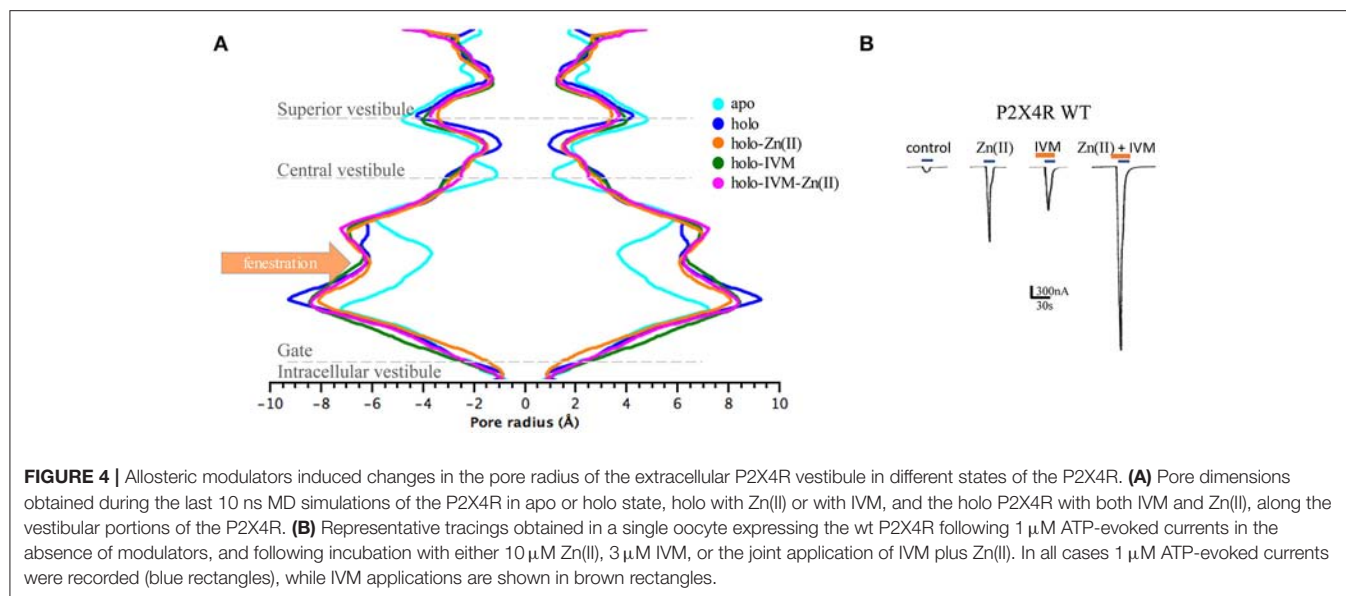 A
Superior vestibule
Central vestibule
fenestration
Gate
Intracellular vestibule
apo
holo
holo-Zn(II)
holo-IVM
holo-IVM-Zn(II)
-10 -8 -6 -4 -2 0 2 4 6 8 10
Pore radius (Å)
B
P2X4R WT
control Zn(II) IVM Zn(II) + IVM
300nA
30s
FIGURE 4 | Allosteric modulators induced changes in the pore radius of the extracellular P2X4R vestibule in different states of the P2X4R. (A) Pore dimensions
obtained during the last 10 ns MD simulations of the P2X4R in apo or holo state, holo with Zn(II) or with IVM, and the holo P2X4R with both IVM and Zn(II), along the
vestibular portions of the P2X4R. (B) Representative tracings obtained in a single oocyte expressing the wt P2X4R following 1 µM ATP-evoked currents in the
absence of modulators, and following incubation with either 10 µM Zn(II), 3 µM IVM, or the joint application of IVM plus Zn(II). In all cases 1 µM ATP-evoked currents
were recorded (blue rectangles), while IVM applications are shown in brown rectangles.